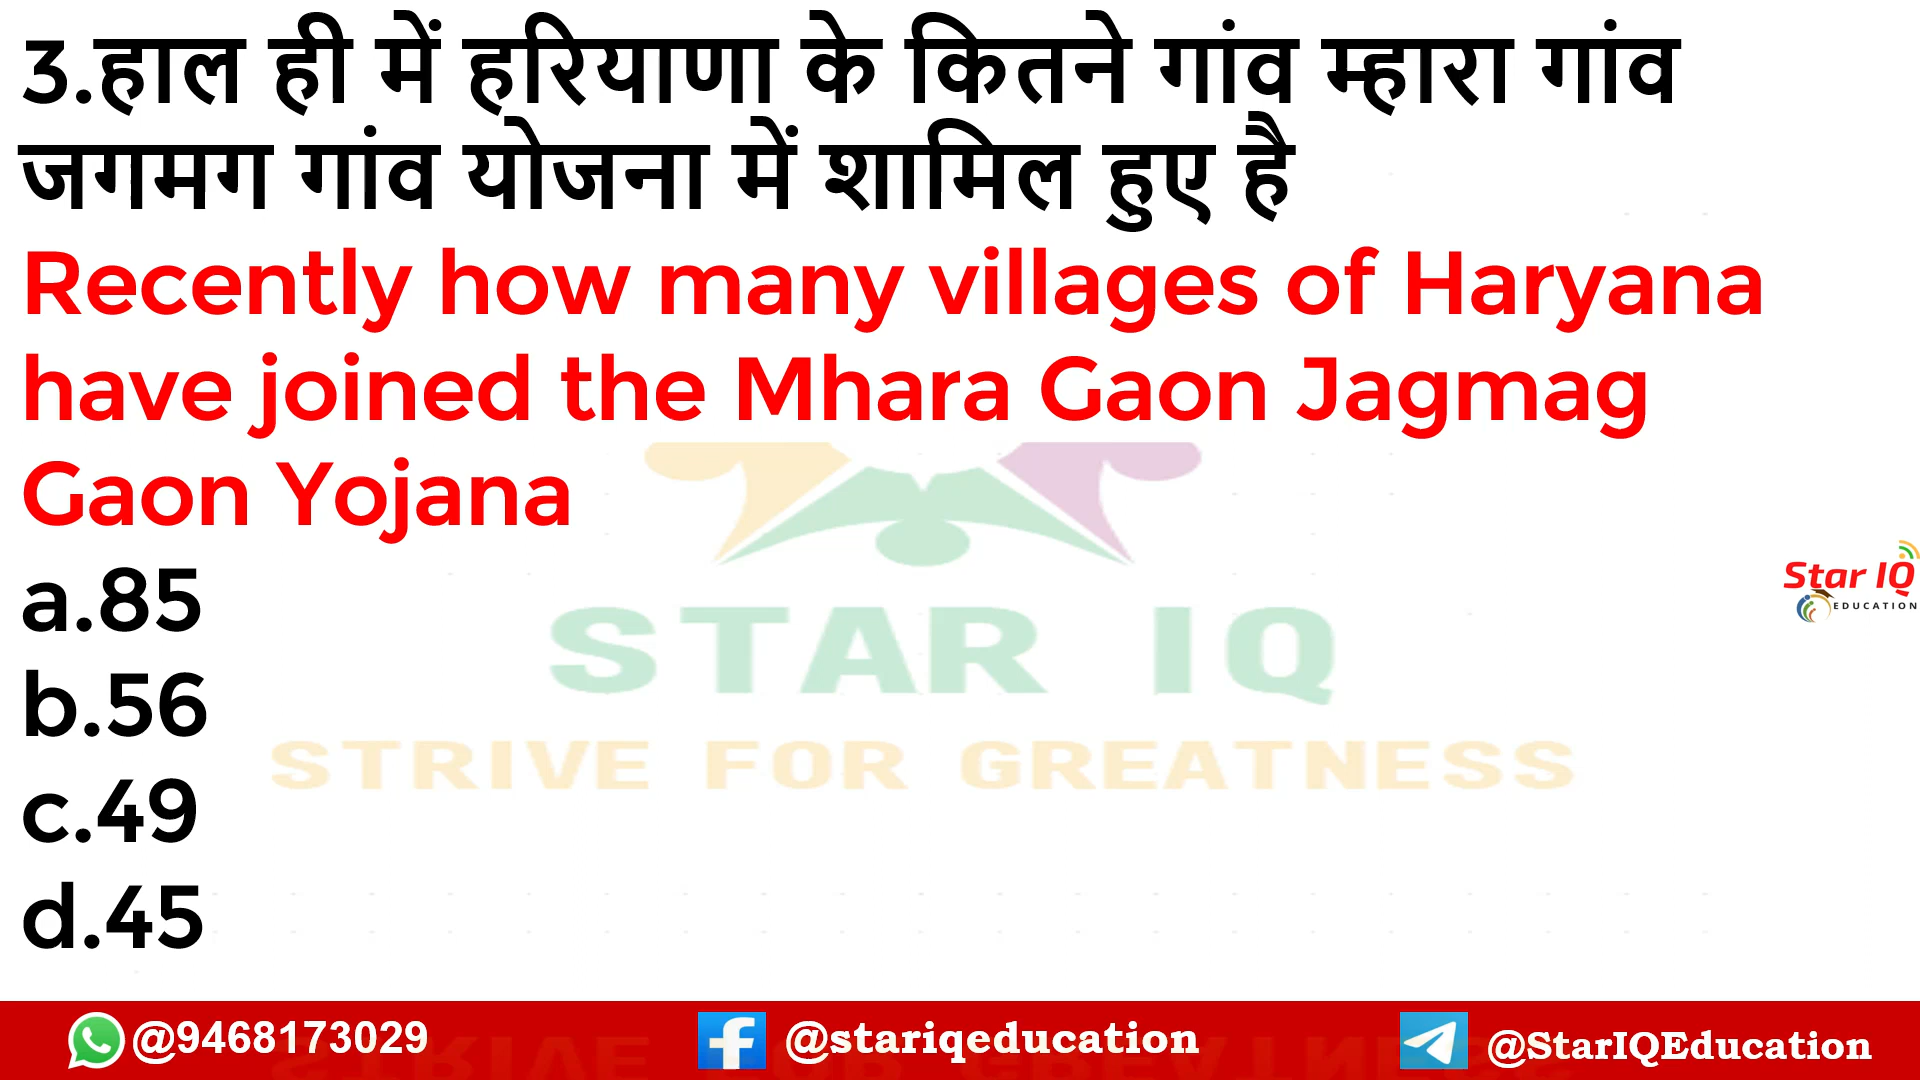 3.हाल ही में हरियाणा के कितने गांव म्हारा गांव
जगमग गांव योजना में शामिल हुए है
Recently how many villages of Haryana
have joined the Mhara Gaon Jagmag
Gaon Yojana
a.85
b.56
c.49
d.45
STAR IQ
STRIVE FOR GREATNESS
Star IQ
EDUCATION
@9468173029
@stariqeducation
@StarIQEducation